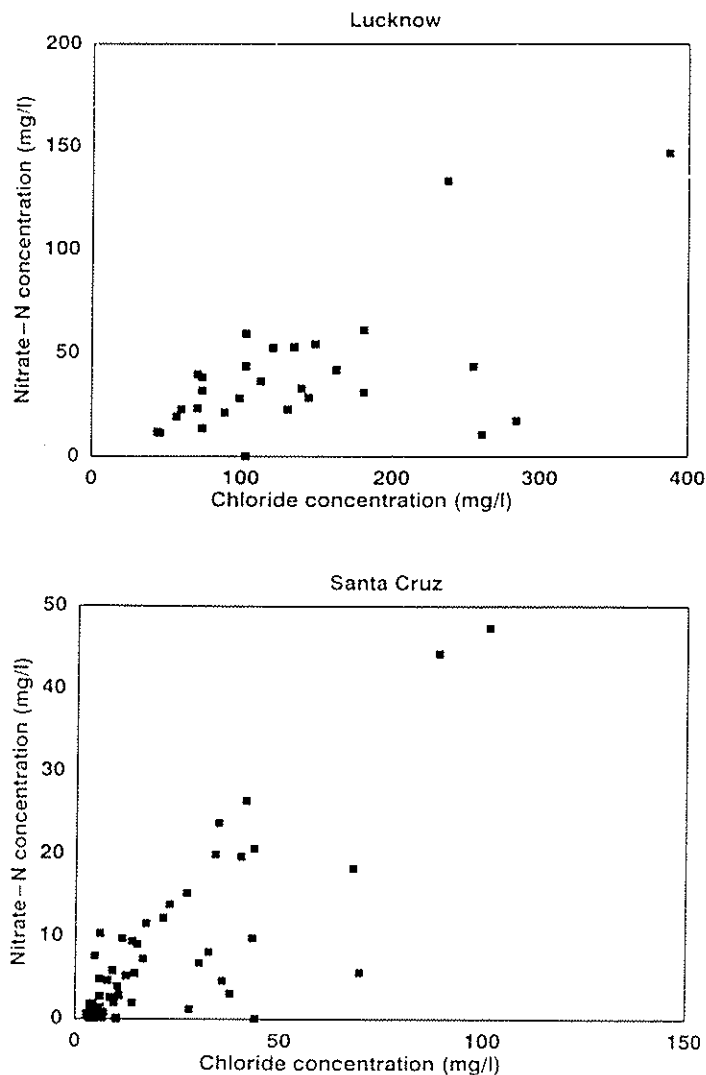 Lucknow
200
150
100
50
0
Nitrate–N concentration (mg/l)
0 100 200 300 400
Chloride concentration (mg/l)
Santa Cruz
50
40
30
20
10
0
Nitrate–N concentration (mg/l)
0 50 100 150
Chloride concentration (mg/l)